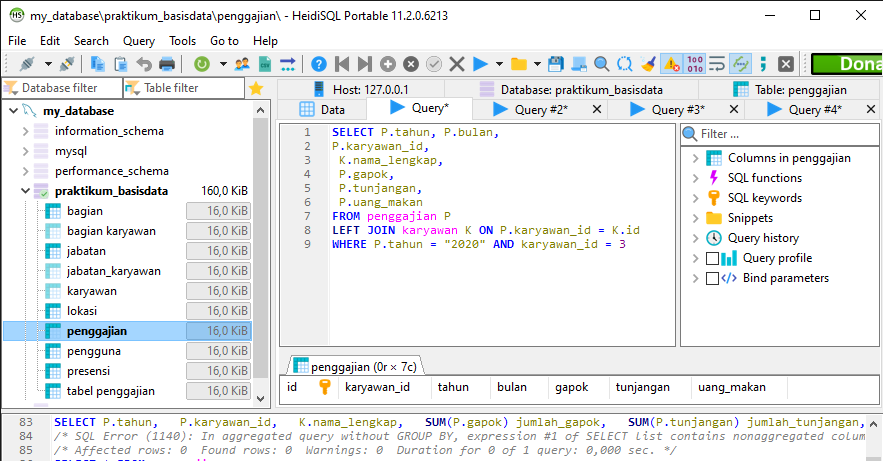 my_database\praktikum_basisdata\penggajian\ - HeidiSQL Portable 11.2.0.6213
File Edit Search Query Tools Go to Help
Dona
Database filter Table filter
my_database
information_schema
mysql
performance_schema
praktikum_basisdata 160,0 KiB
bagian 16,0 KiB
bagian karyawan 16,0 KiB
jabatan 16,0 KiB
jabatan_karyawan 16,0 KiB
karyawan 16,0 KiB
lokasi 16,0 KiB
penggajian 16,0 KiB
pengguna 16,0 KiB
presensi 16,0 KiB
tabel penggajian 16,0 KiB
Host: 127.0.0.1 Database: praktikum_basisdata Table: penggajian
Data Query* Query #2* Query #3* Query #4*
1 SELECT P.tahun, P.bulan,
2 P.karyawan_id,
3 K.nama_lengkap,
4 P.gapok,
5 P.tunjangan,
6 P.uang_makan
7 FROM penggajian P
8 LEFT JOIN karyawan K ON P.karyawan_id = K.id
9 WHERE P.tahun = "2020" AND karyawan_id = 3
Filter ...
Columns in penggajian
SQL functions
SQL keywords
Snippets
Query history
Query profile
Bind parameters
penggajian (0r × 7c)
id karyawan_id tahun bulan gapok tunjangan uang_makan
83 SELECT P.tahun, P.karyawan_id, K.nama_lengkap, SUM(P.gapok) jumlah_gapok, SUM(P.tunjangan) jumlah_tunjangan,
84 /* SQL Error (1140): In aggregated query without GROUP BY, expression #1 of SELECT list contains nonaggregated colum
85 /* Affected rows: 0 Found rows: 0 Warnings: 0 Duration for 0 of 1 query: 0,000 sec. */